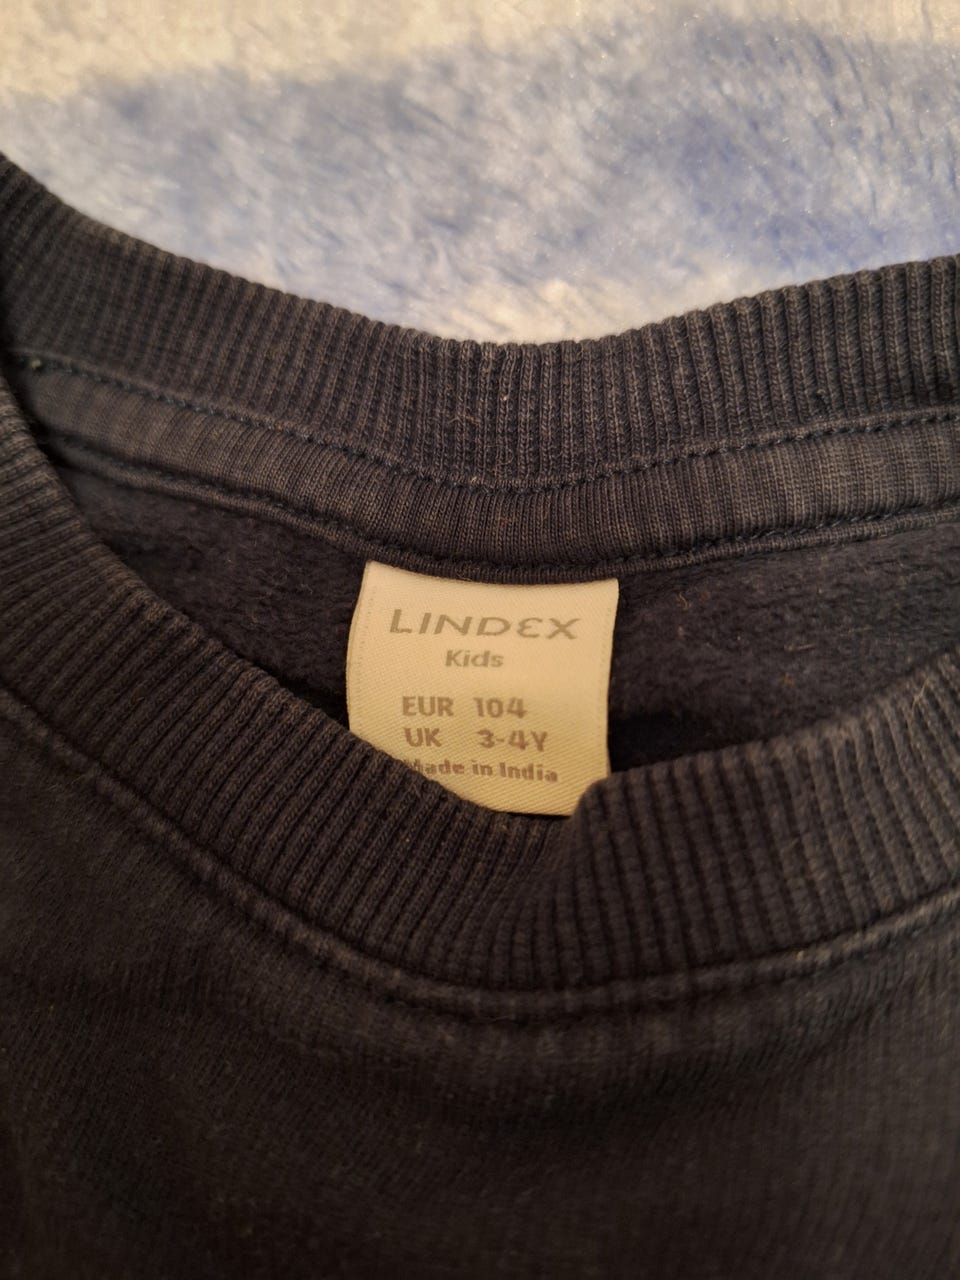 LINDEX
Kids
EUR 104
UK 3-4Y
Made in India